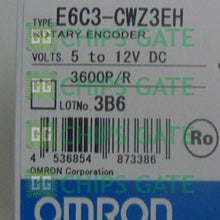 CHIPS GATE
TYPE E6C3-CWZ3EH
ROTARY ENCODER
VOLTS 5 to 12V DC
3600P/R
LOT No 3B6
Ro
4 536854 873386
OMRON Corporation
CHIPS GATE
OMRON